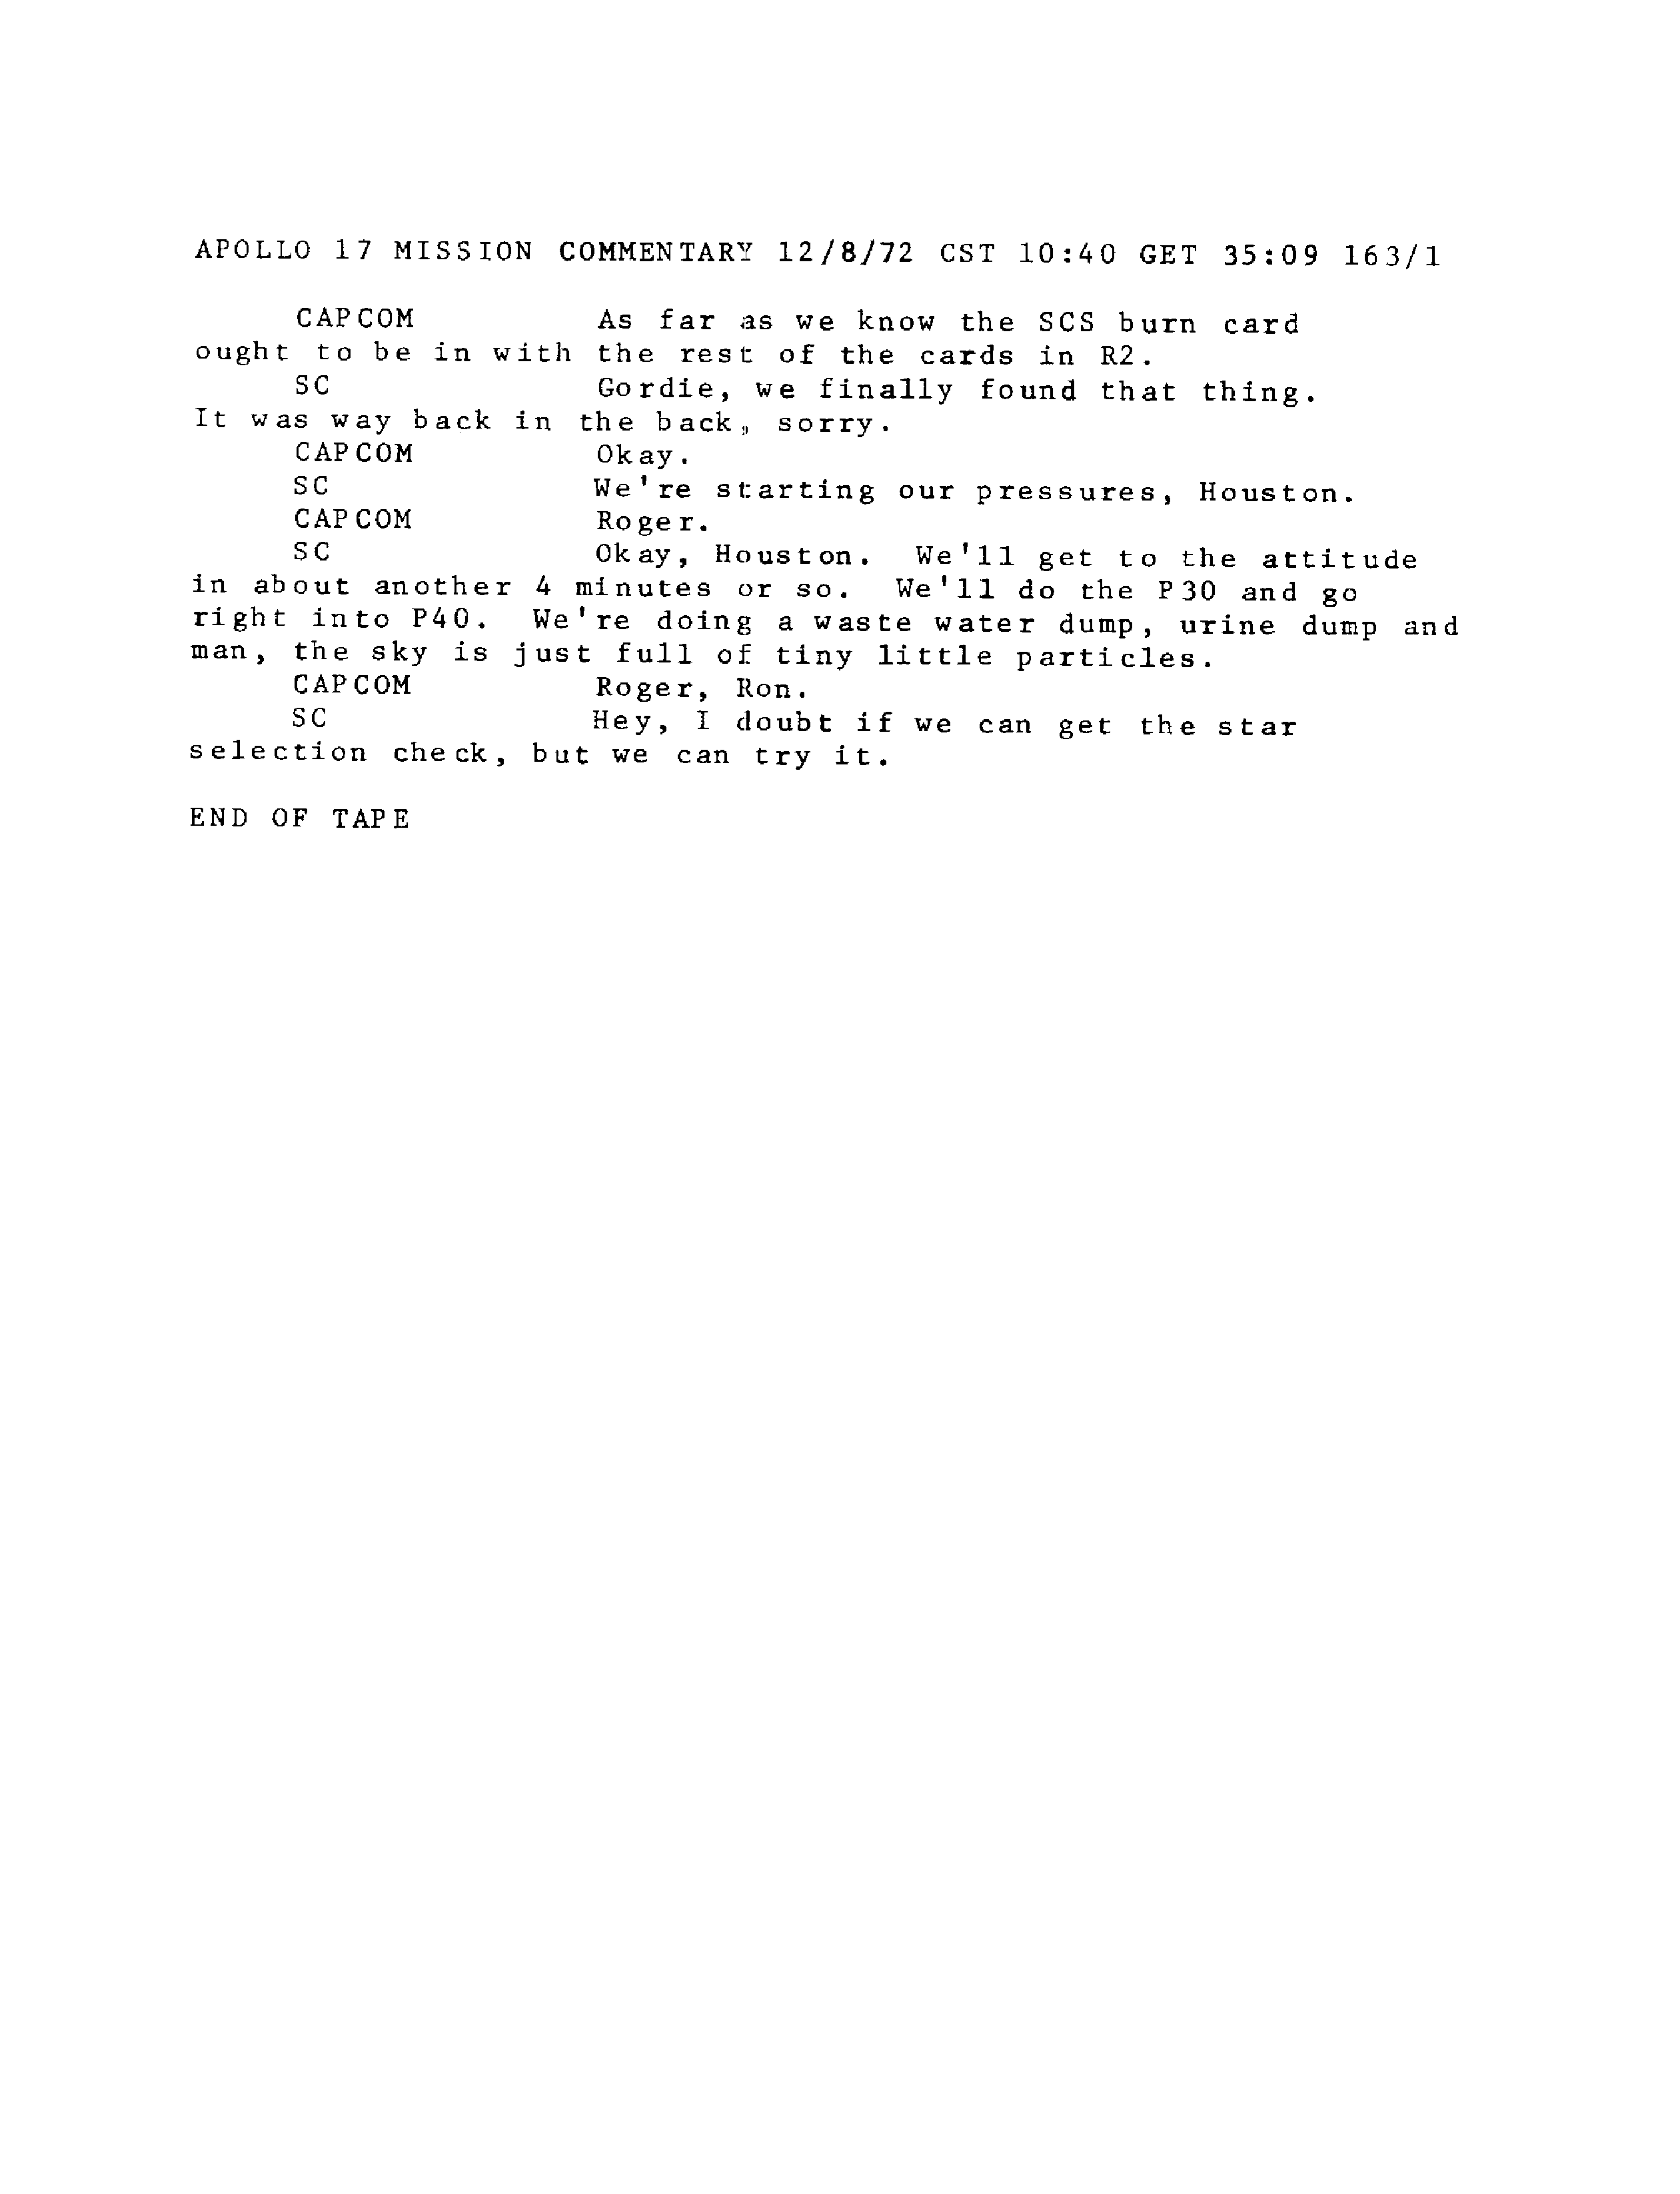 APOLLO 17 MISSION COMMENTARY 12/8/72 CST 10:40 GET 35:09 163/1
CAPCOM As far as we know the SCS burn card
ought to be in with the rest of the cards in R2.
SC Gordie, we finally found that thing.
It was way back in the back, sorry.
CAPCOM Okay.
SC We're starting our pressures, Houston.
CAPCOM Roger.
SC Okay, Houston. We'll get to the attitude
in about another 4 minutes or so. We'll do the P30 and go
right into P40. We're doing a waste water dump, urine dump and
man, the sky is just full of tiny little particles.
CAPCOM Roger, Ron.
SC Hey, I doubt if we can get the star
selection check, but we can try it.
END OF TAPE